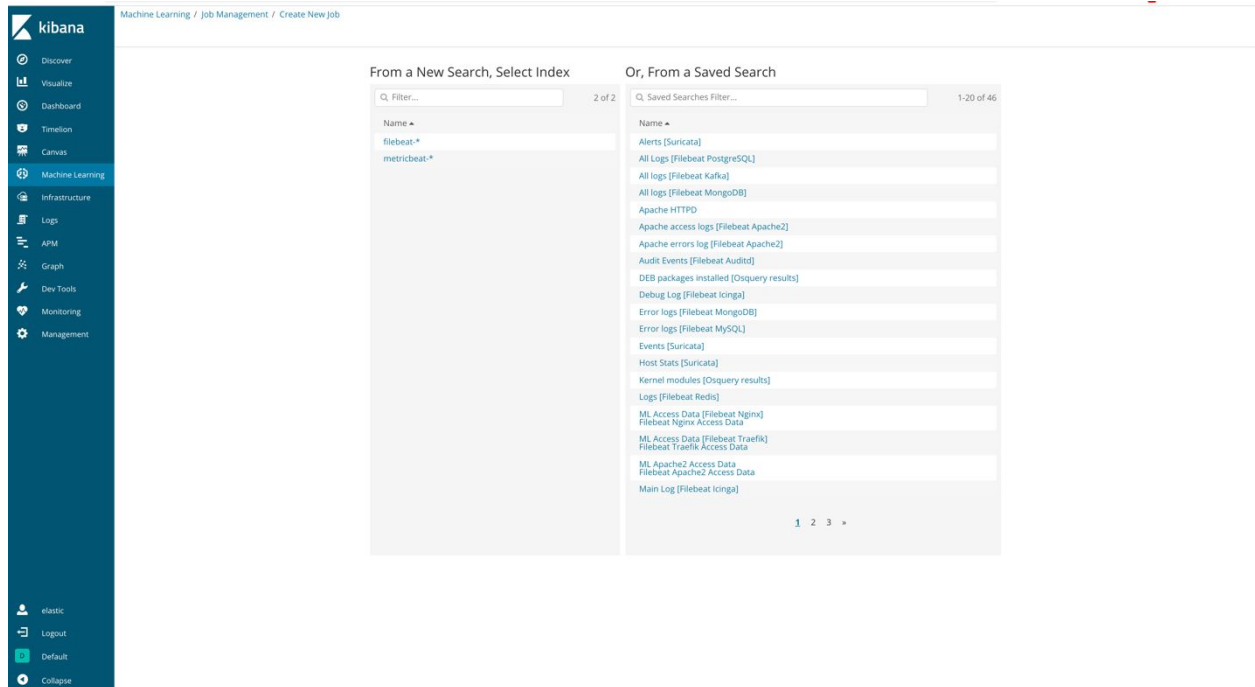 kibana
Discover
Visualize
Dashboard
Timelion
Canvas
Machine Learning
Infrastructure
Logs
APM
Graph
Dev Tools
Monitoring
Management
elastic
Logout
D
Default
Collapse
Machine Learning / Job Management / Create New Job
From a New Search, Select Index
Filter...
2 of 2
Name
filebeat-*
metricbeat-*
Or, From a Saved Search
Saved Searches Filter...
1-20 of 46
Name
Alerts [Suricata]
All Logs [Filebeat PostgreSQL]
All logs [Filebeat Kafka]
All logs [Filebeat MongoDB]
Apache HTTPD
Apache access logs [Filebeat Apache2]
Apache errors log [Filebeat Apache2]
Audit Events [Filebeat Auditd]
DEB packages installed [Osquery results]
Debug Log [Filebeat Icinga]
Error logs [Filebeat MongoDB]
Error logs [Filebeat MySQL]
Events [Suricata]
Host Stats [Suricata]
Kernel modules [Osquery results]
Logs [Filebeat Redis]
ML Access Data [Filebeat Nginx]
Filebeat Nginx Access Data
ML Access Data [Filebeat Traefik]
Filebeat Traefik Access Data
ML Apache2 Access Data
Filebeat Apache2 Access Data
Main Log [Filebeat Icinga]
1 2 3 »